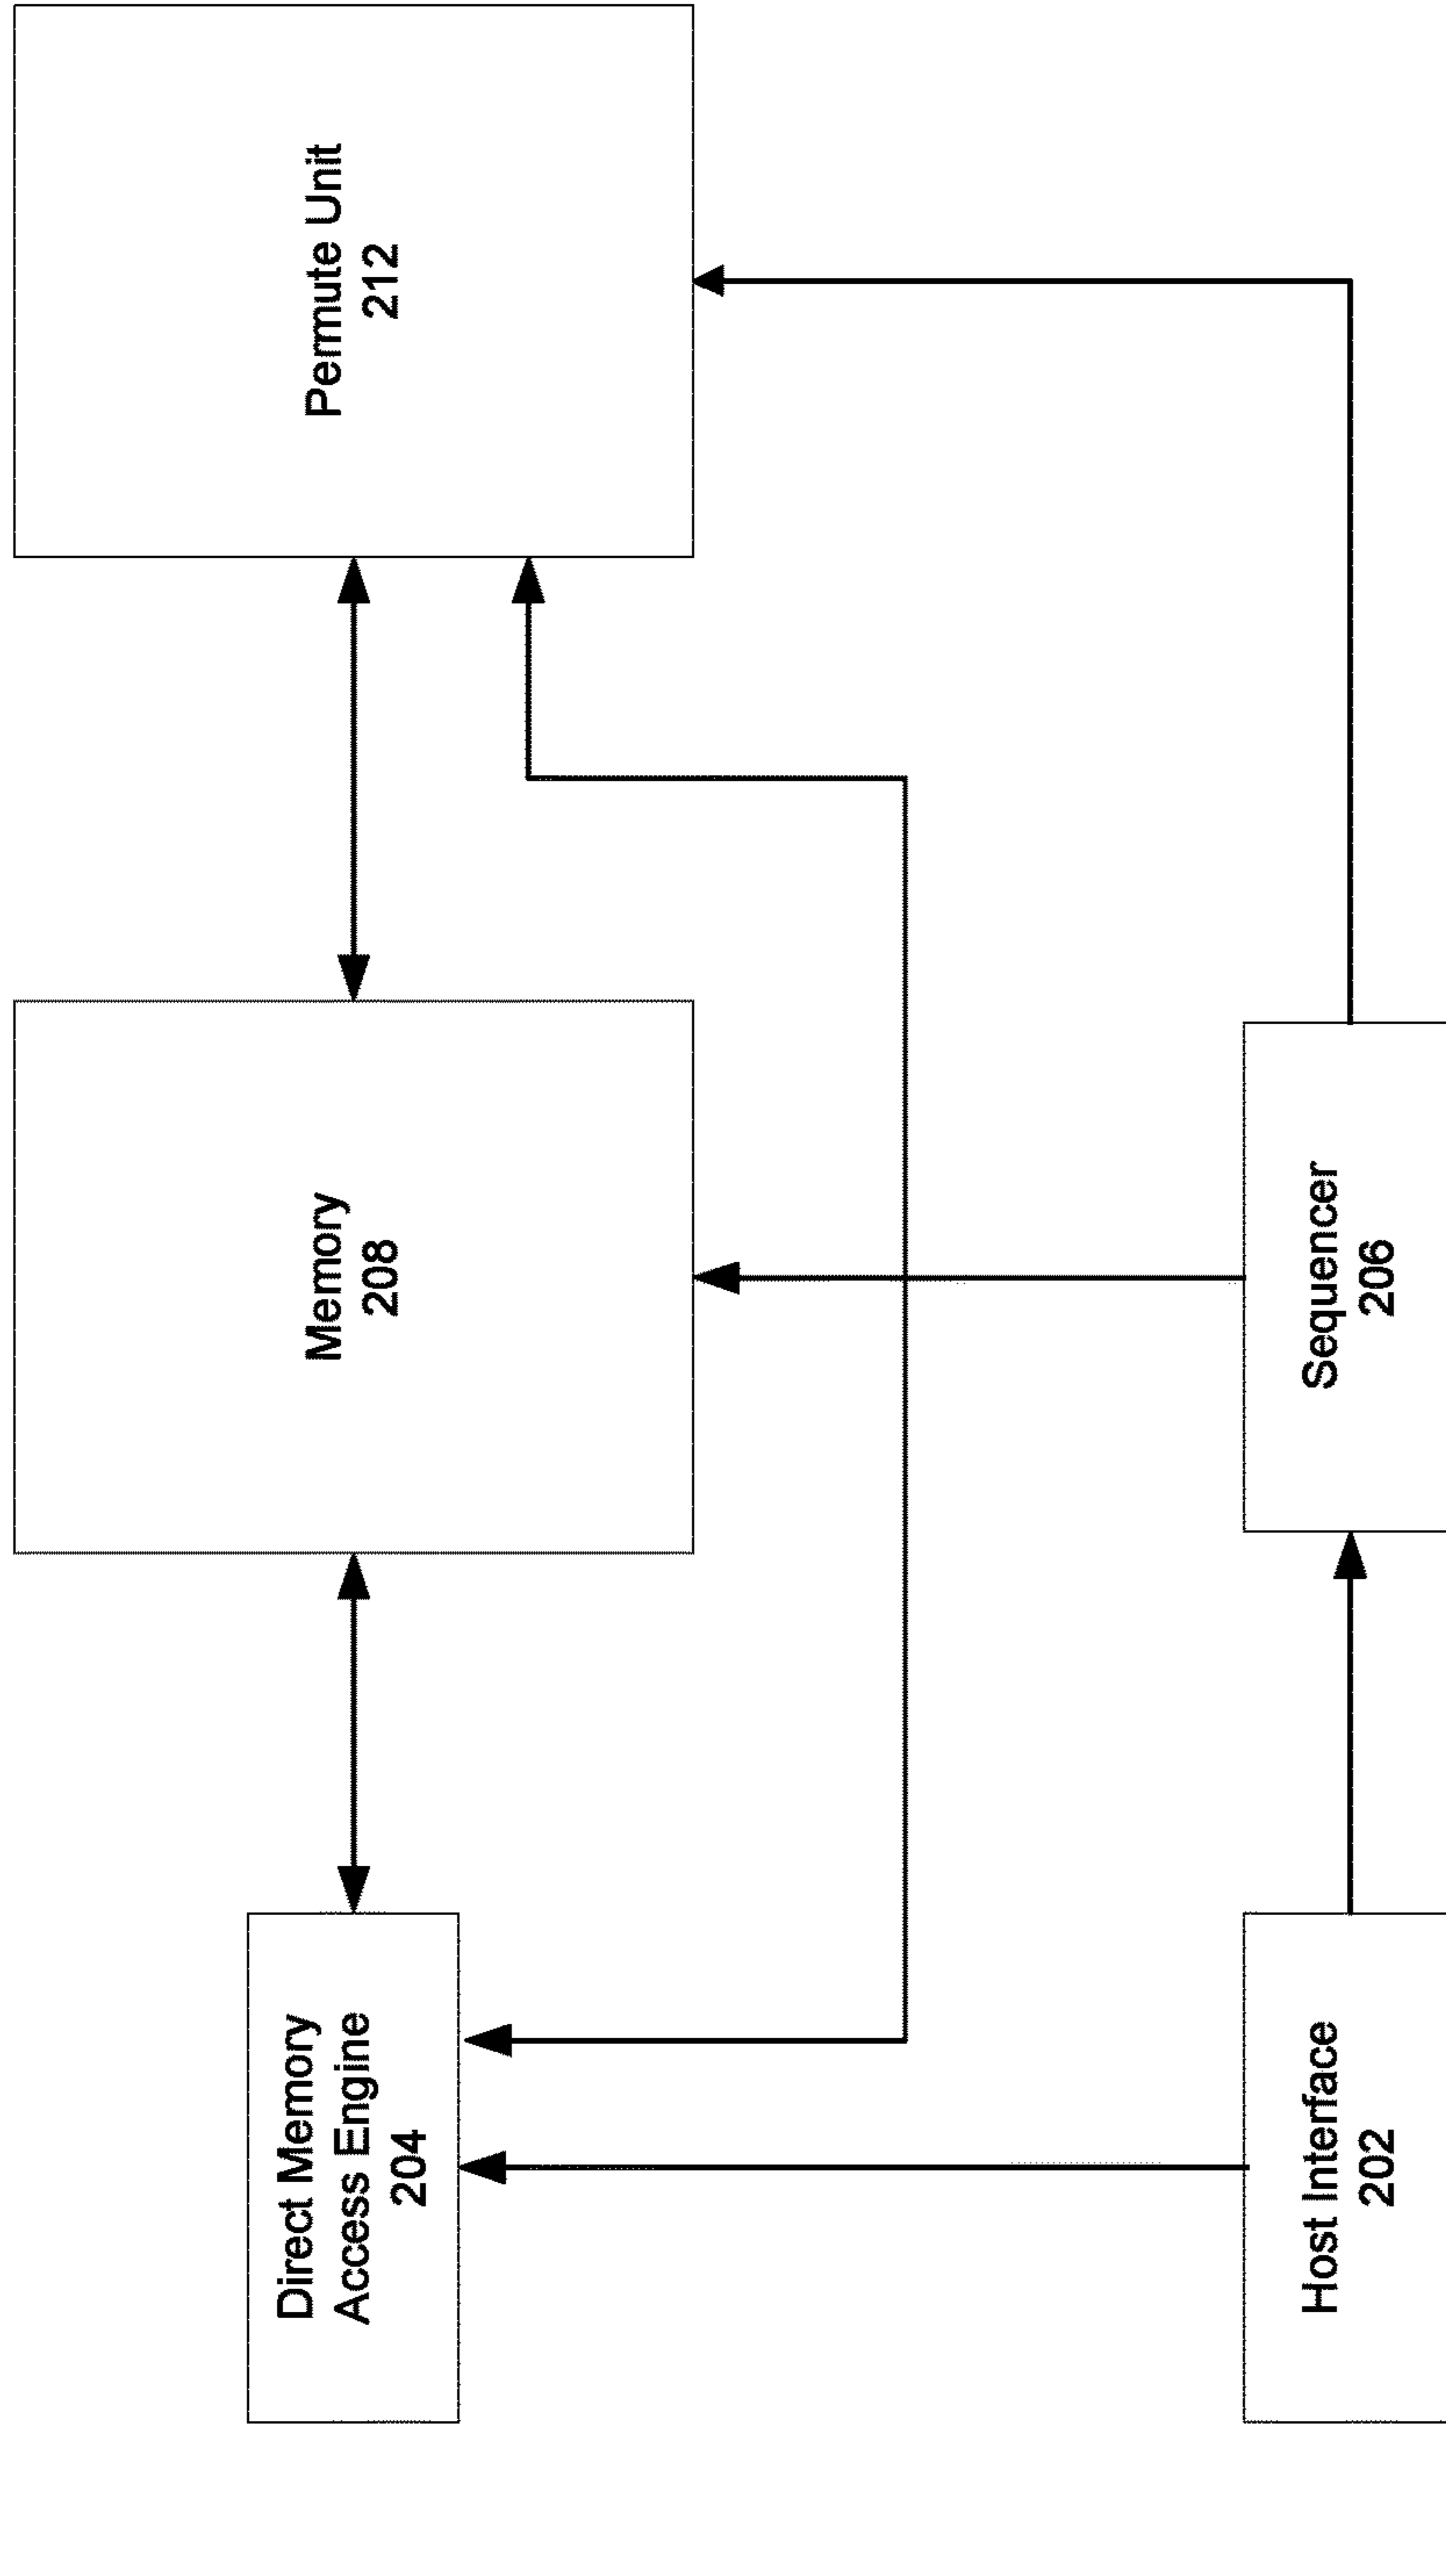 Direct Memory
Access Engine
204
Memory
208
Permute Unit
212
Host Interface
202
Sequencer
206